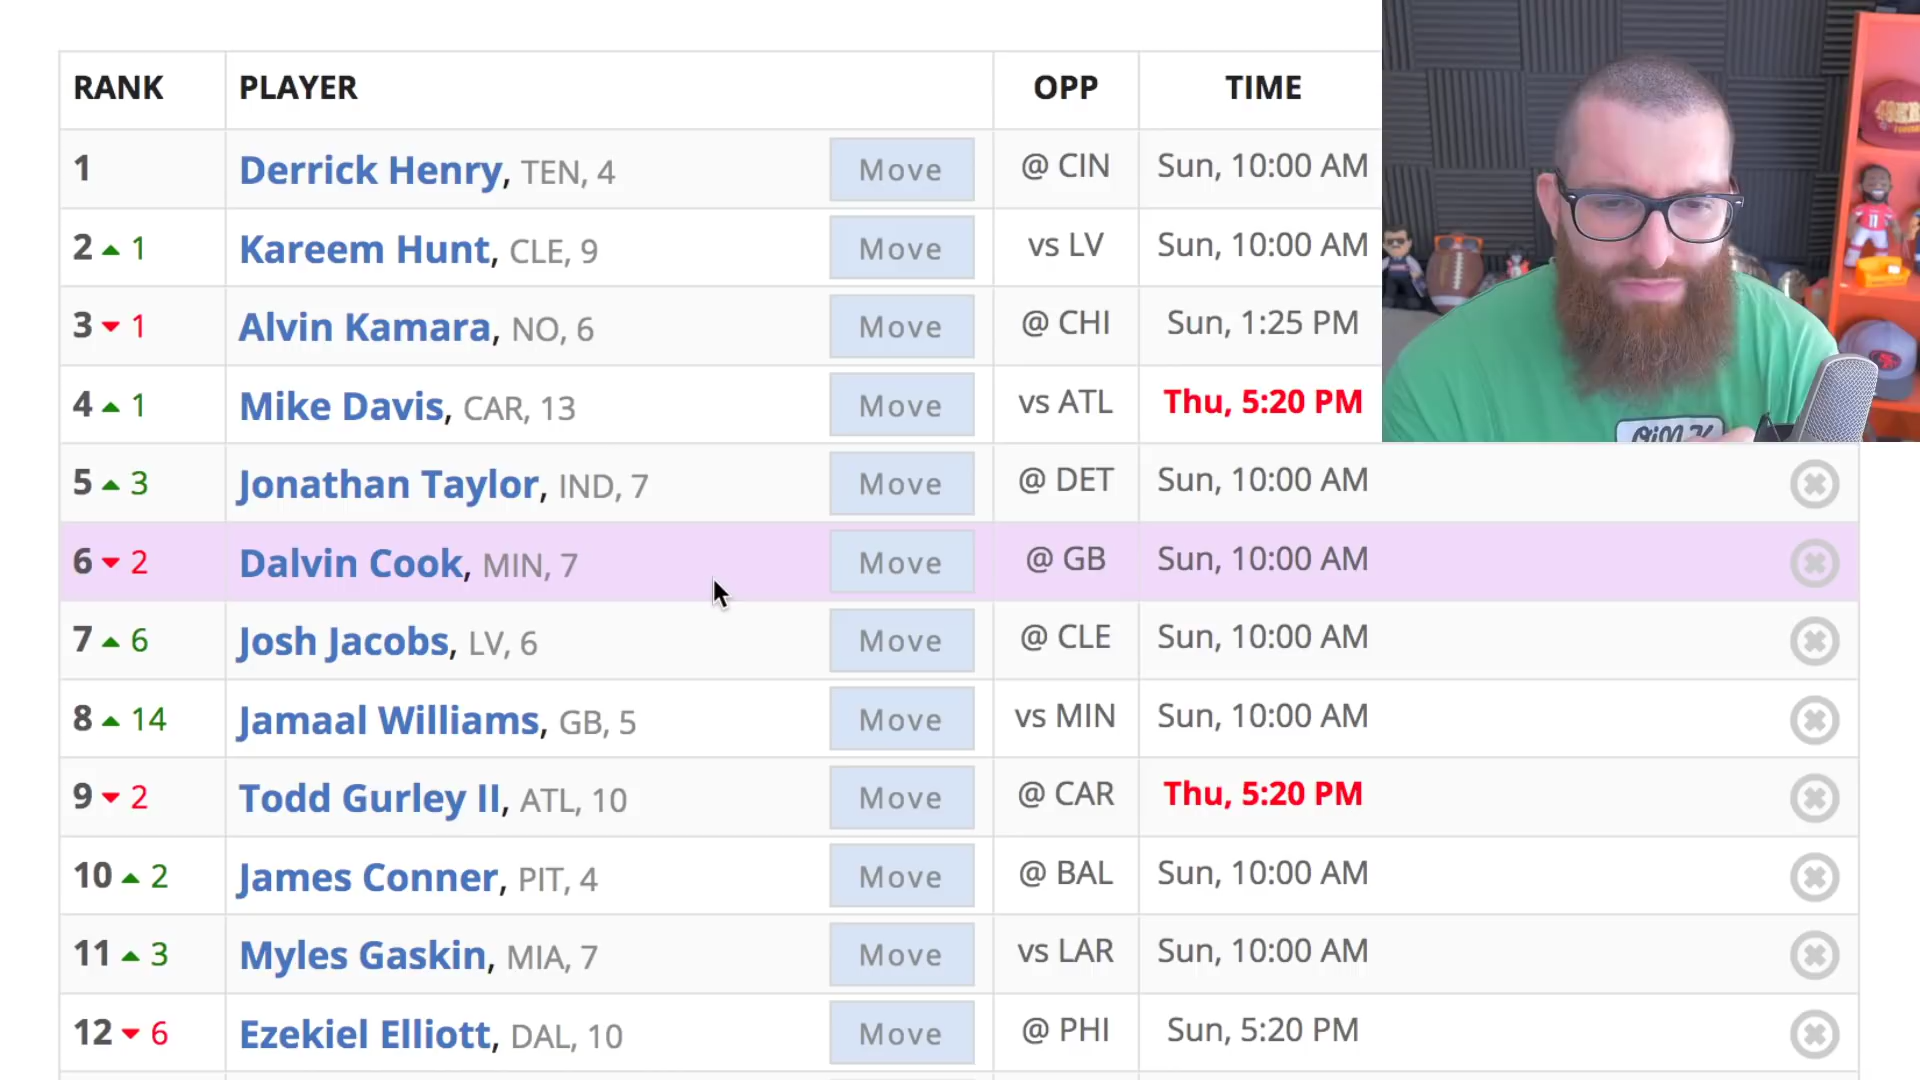 RANK PLAYER OPP TIME
1 Derrick Henry, TEN, 4 Move @ CIN Sun, 10:00 AM
2 ▲ 1 Kareem Hunt, CLE, 9 Move vs LV Sun, 10:00 AM
3 ▼ 1 Alvin Kamara, NO, 6 Move @ CHI Sun, 1:25 PM
4 ▲ 1 Mike Davis, CAR, 13 Move vs ATL Thu, 5:20 PM
5 ▲ 3 Jonathan Taylor, IND, 7 Move @ DET Sun, 10:00 AM
6 ▼ 2 Dalvin Cook, MIN, 7 Move @ GB Sun, 10:00 AM
7 ▲ 6 Josh Jacobs, LV, 6 Move @ CLE Sun, 10:00 AM
8 ▲ 14 Jamaal Williams, GB, 5 Move vs MIN Sun, 10:00 AM
9 ▼ 2 Todd Gurley II, ATL, 10 Move @ CAR Thu, 5:20 PM
10 ▲ 2 James Conner, PIT, 4 Move @ BAL Sun, 10:00 AM
11 ▲ 3 Myles Gaskin, MIA, 7 Move vs LAR Sun, 10:00 AM
12 ▼ 6 Ezekiel Elliott, DAL, 10 Move @ PHI Sun, 5:20 PM